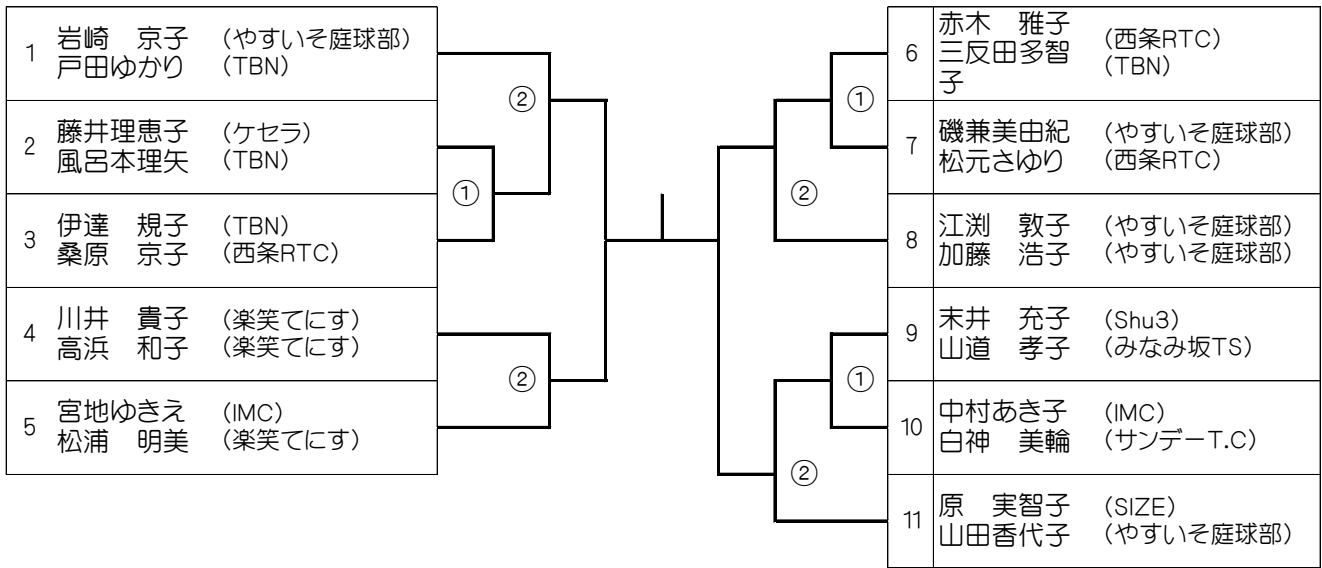 1 岩崎　京子 （やすいそ庭球部）
戸田ゆかり （TBN）
②
2 藤井理恵子 （ケセラ）
風呂本理矢 （TBN）
①
3 伊達　規子 （TBN）
桑原　京子 （西条RTC）
4 川井　貴子 （楽笑てにす）
高浜　和子 （楽笑てにす）
②
5 宮地ゆきえ （IMC）
松浦　明美 （楽笑てにす）
6 赤木　雅子 （西条RTC）
三反田多智
子 （TBN）
①
7 磯兼美由紀 （やすいそ庭球部）
松元さゆり （西条RTC）
②
8 江渕　敦子 （やすいそ庭球部）
加藤　浩子 （やすいそ庭球部）
9 末井　充子 （Shu3）
山道　孝子 （みなみ坂TS）
①
10 中村あき子 （IMC）
白神　美輪 （サンデーT.C）
②
11 原　実智子 （SIZE）
山田香代子 （やすいそ庭球部）